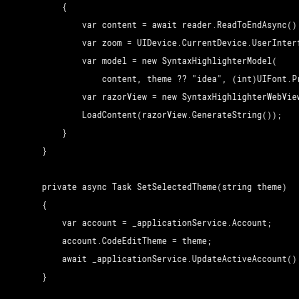 {
var content = await reader.ReadToEndAsync()
var zoom = UIDevice.CurrentDevice.UserInterf
var model = new SyntaxHighlighterModel(
content, theme ?? "idea", (int)UIFont.Pr
var razorView = new SyntaxHighlighterWebView
LoadContent(razorView.GenerateString());
}
}
private async Task SetSelectedTheme(string theme)
{
var account = _applicationService.Account;
account.CodeEditTheme = theme;
await _applicationService.UpdateActiveAccount()
}